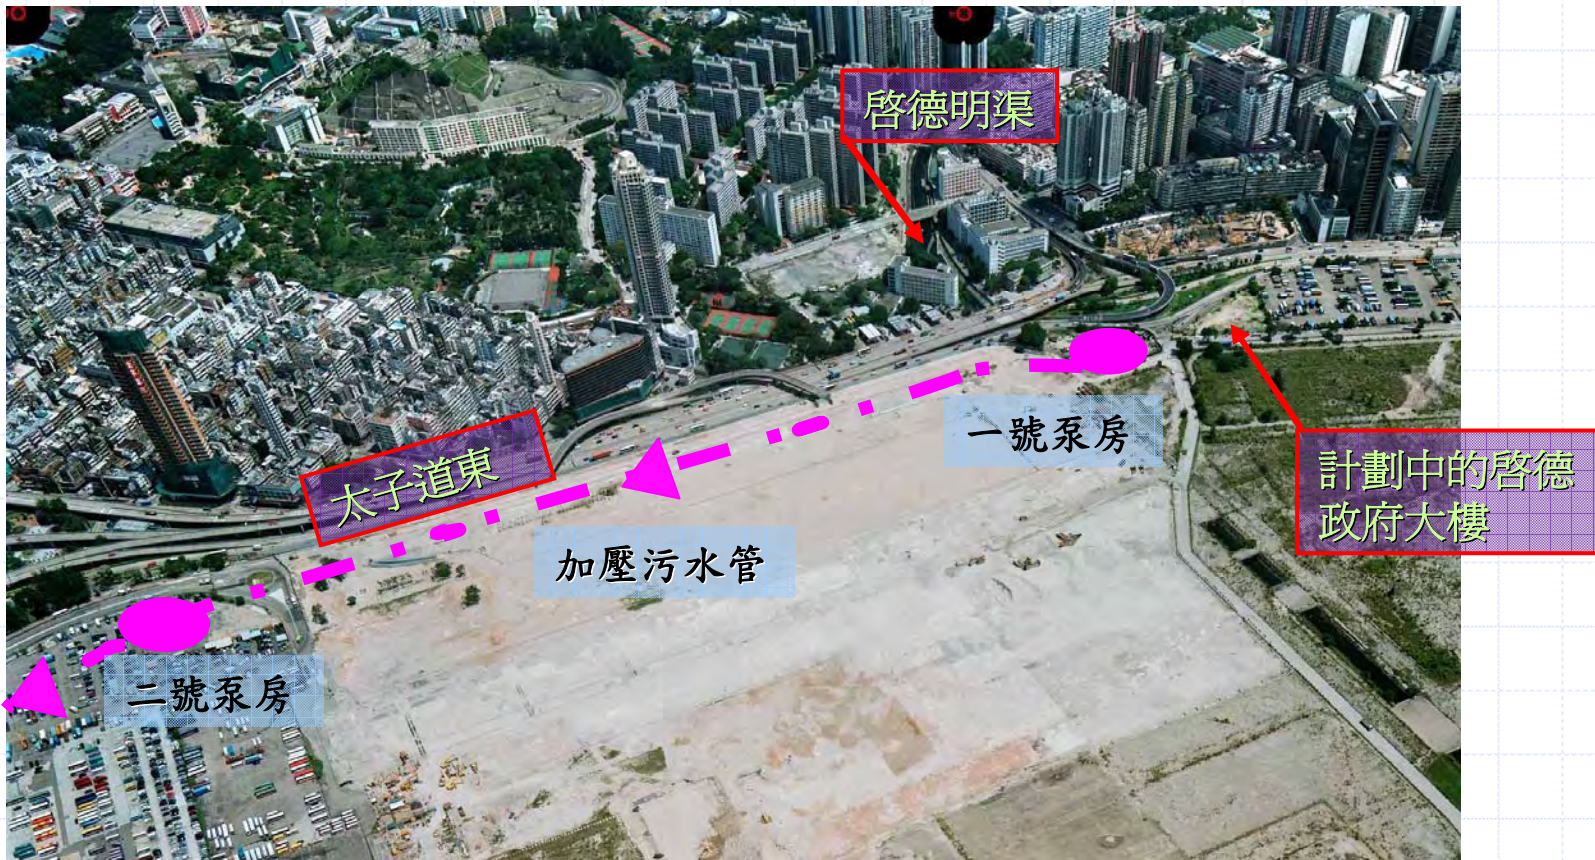 啓德明渠
一號泵房
計劃中的啓德
政府大樓
太子道東
加壓污水管
二號泵房